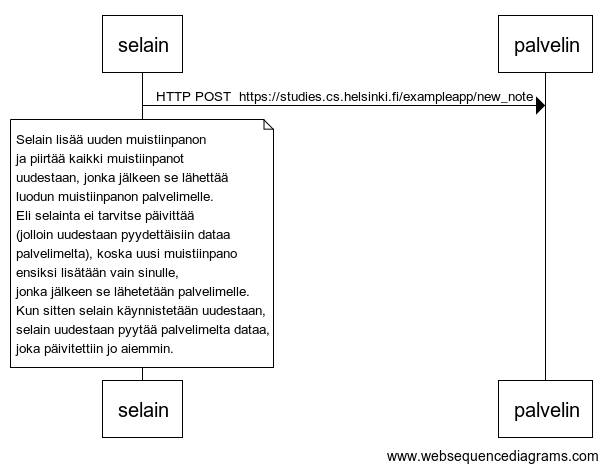 selain
palvelin
HTTP POST  https://studies.cs.helsinki.fi/exampleapp/new_note
Selain lisää uuden muistiinpanon
ja piirtää kaikki muistiinpanot
uudestaan, jonka jälkeen se lähettää
luodun muistiinpanon palvelimelle.
Eli selainta ei tarvitse päivittää
(jolloin uudestaan pyydettäisiin dataa
palvelimelta), koska uusi muistiinpano
ensiksi lisätään vain sinulle,
jonka jälkeen se lähetetään palvelimelle.
Kun sitten selain käynnistetään uudestaan,
selain uudestaan pyytää palvelimelta dataa,
joka päivitettiin jo aiemmin.
selain
palvelin
www.websequencediagrams.com